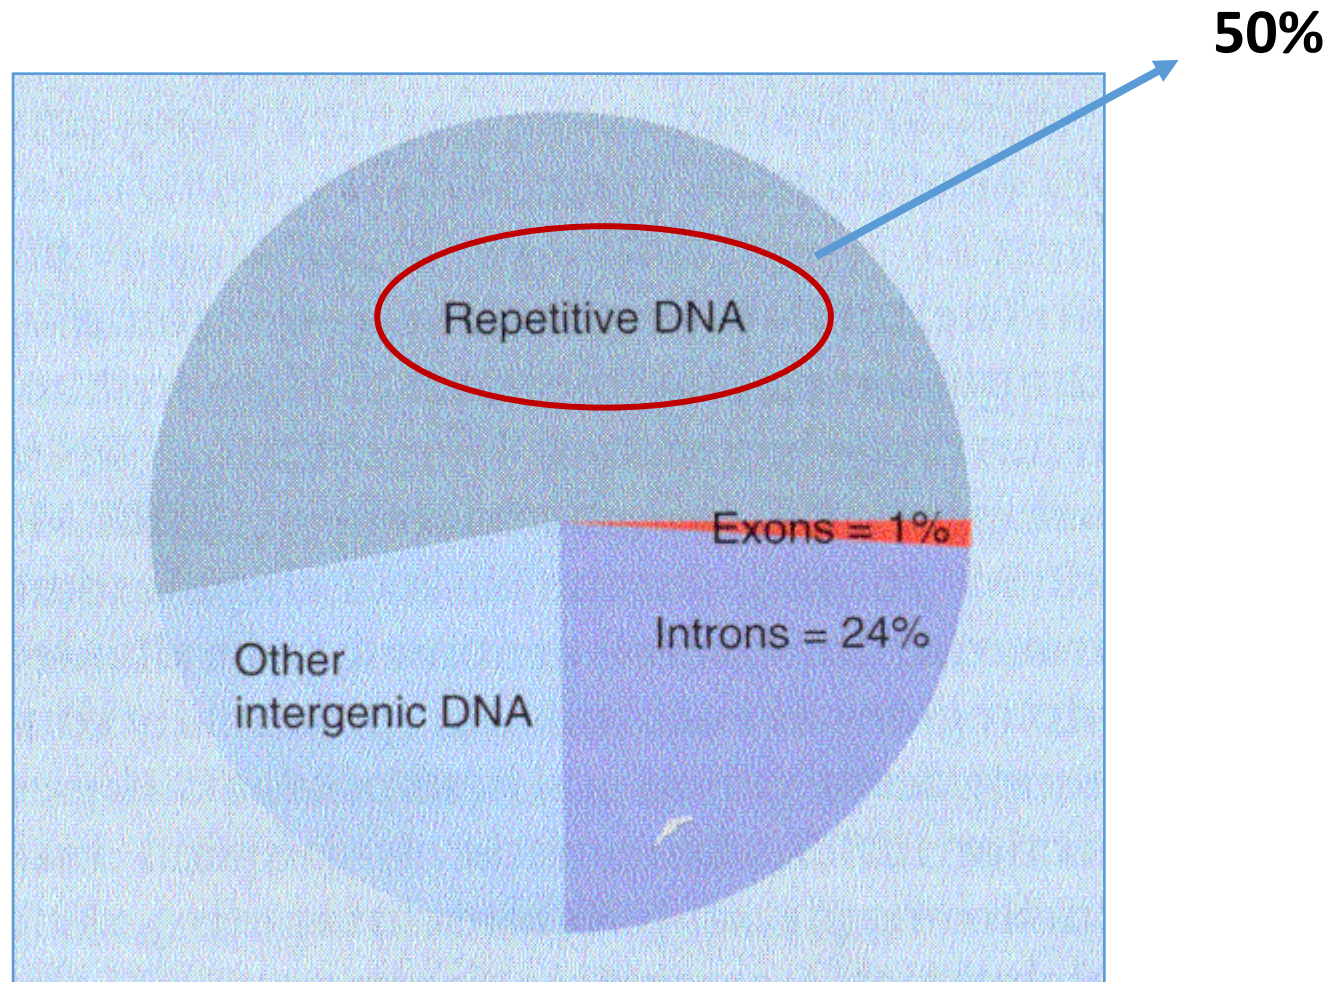 50%
Repetitive DNA
Exons = 1%
Introns = 24%
Other
intergenic DNA